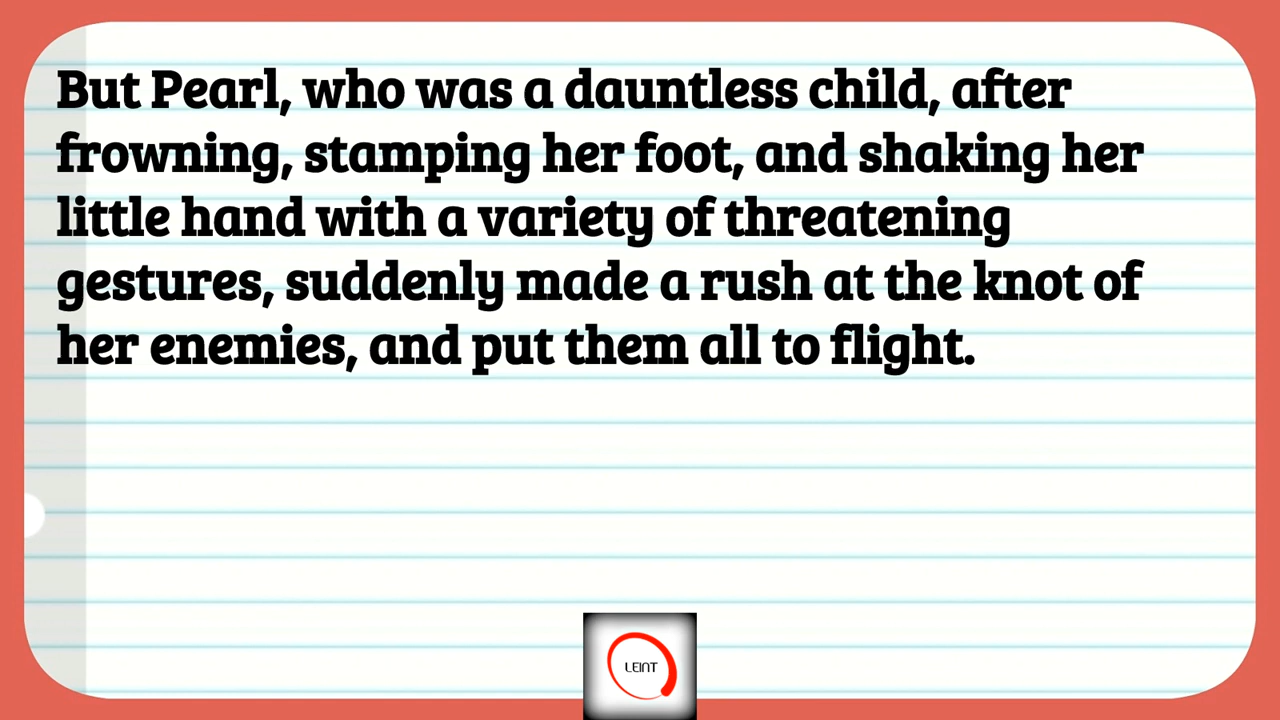 But Pearl, who was a dauntless child, after
frowning, stamping her foot, and shaking her
little hand with a variety of threatening
gestures, suddenly made a rush at the knot of
her enemies, and put them all to flight.
LEINT